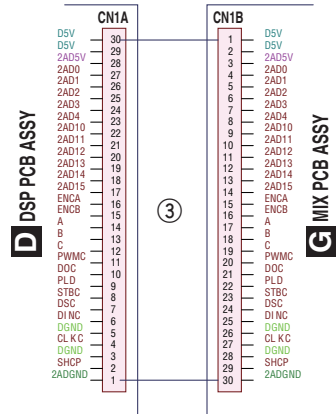 CN1A CN1B
D5V 30 1 D5V
D5V 29 2 D5V
2AD5V 28 3 2AD5V
2AD0 27 4 2AD0
2AD1 26 5 2AD1
2AD2 25 6 2AD2
2AD3 24 7 2AD3
2AD4 23 8 2AD4
2AD10 22 9 2AD10
2AD11 21 10 2AD11
2AD12 20 11 2AD12
2AD13 19 12 2AD13
2AD14 18 13 2AD14
2AD15 17 14 2AD15
ENCA 16 15 ENCA
ENCB 15 16 ENCB
A 14 17 A
B 13 18 B
C 12 19 C
PWMC 11 20 PWMC
DOC 10 21 DOC
PLD 9 22 PLD
STBC 8 23 STBC
DSC 7 24 DSC
DINC 6 25 DINC
DGND 5 26 DGND
CLKC 4 27 CLKC
DGND 3 28 DGND
SHCP 2 29 SHCP
2ADGND 1 30 2ADGND
D DSP PCB ASSY
③
G MIX PCB ASSY